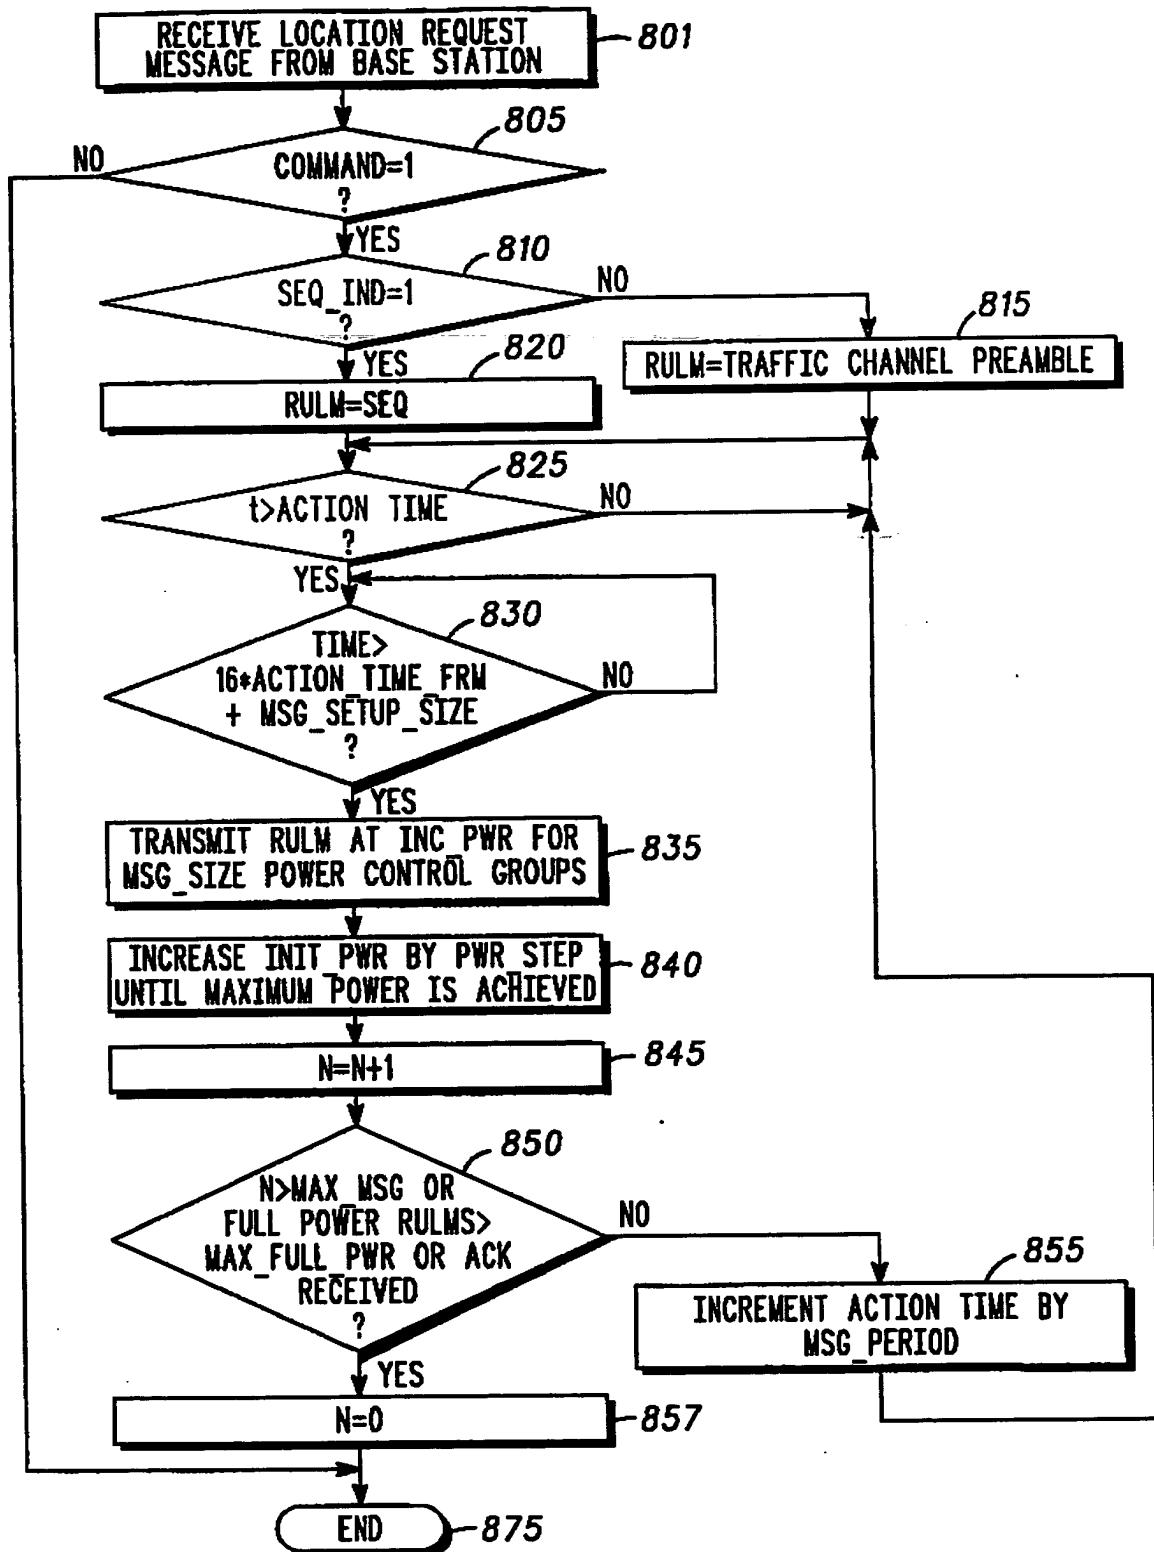 RECEIVE LOCATION REQUEST
MESSAGE FROM BASE STATION
801
805
NO
COMMAND=1
?
YES
810
NO
SEQ_IND=1
?
YES
815
RULM=TRAFFIC CHANNEL PREAMBLE
820
RULM=SEQ
825
NO
t>ACTION TIME
?
YES
830
TIME>
16*ACTION_TIME_FRM
+ MSG_SETUP_SIZE
?
NO
YES
TRANSMIT RULM AT INC_PWR FOR
MSG_SIZE POWER CONTROL GROUPS
835
INCREASE INIT_PWR BY PWR_STEP
UNTIL MAXIMUM POWER IS ACHIEVED
840
N=N+1
845
850
N>MAX_MSG OR
FULL POWER RULMS>
MAX_FULL_PWR OR ACK
RECEIVED
?
NO
YES
855
INCREMENT ACTION TIME BY
MSG_PERIOD
N=0
857
END
875